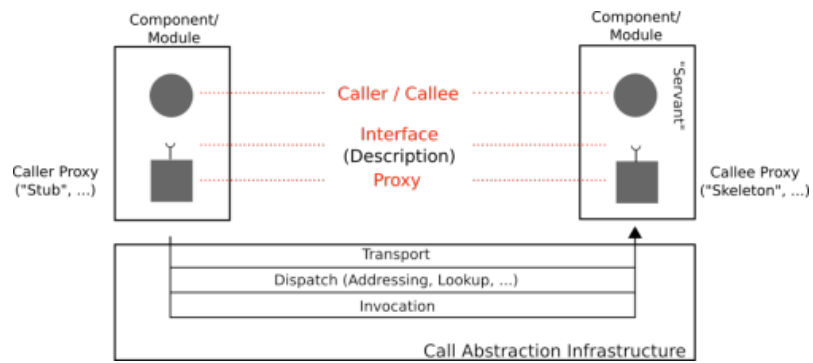 Component/
Module
Component/
Module
Caller / Callee
"Servant"
Interface
(Description)
Caller Proxy
("Stub", ...)
Proxy
Callee Proxy
("Skeleton", ...)
Transport
Dispatch (Addressing, Lookup, ...)
Invocation
Call Abstraction Infrastructure